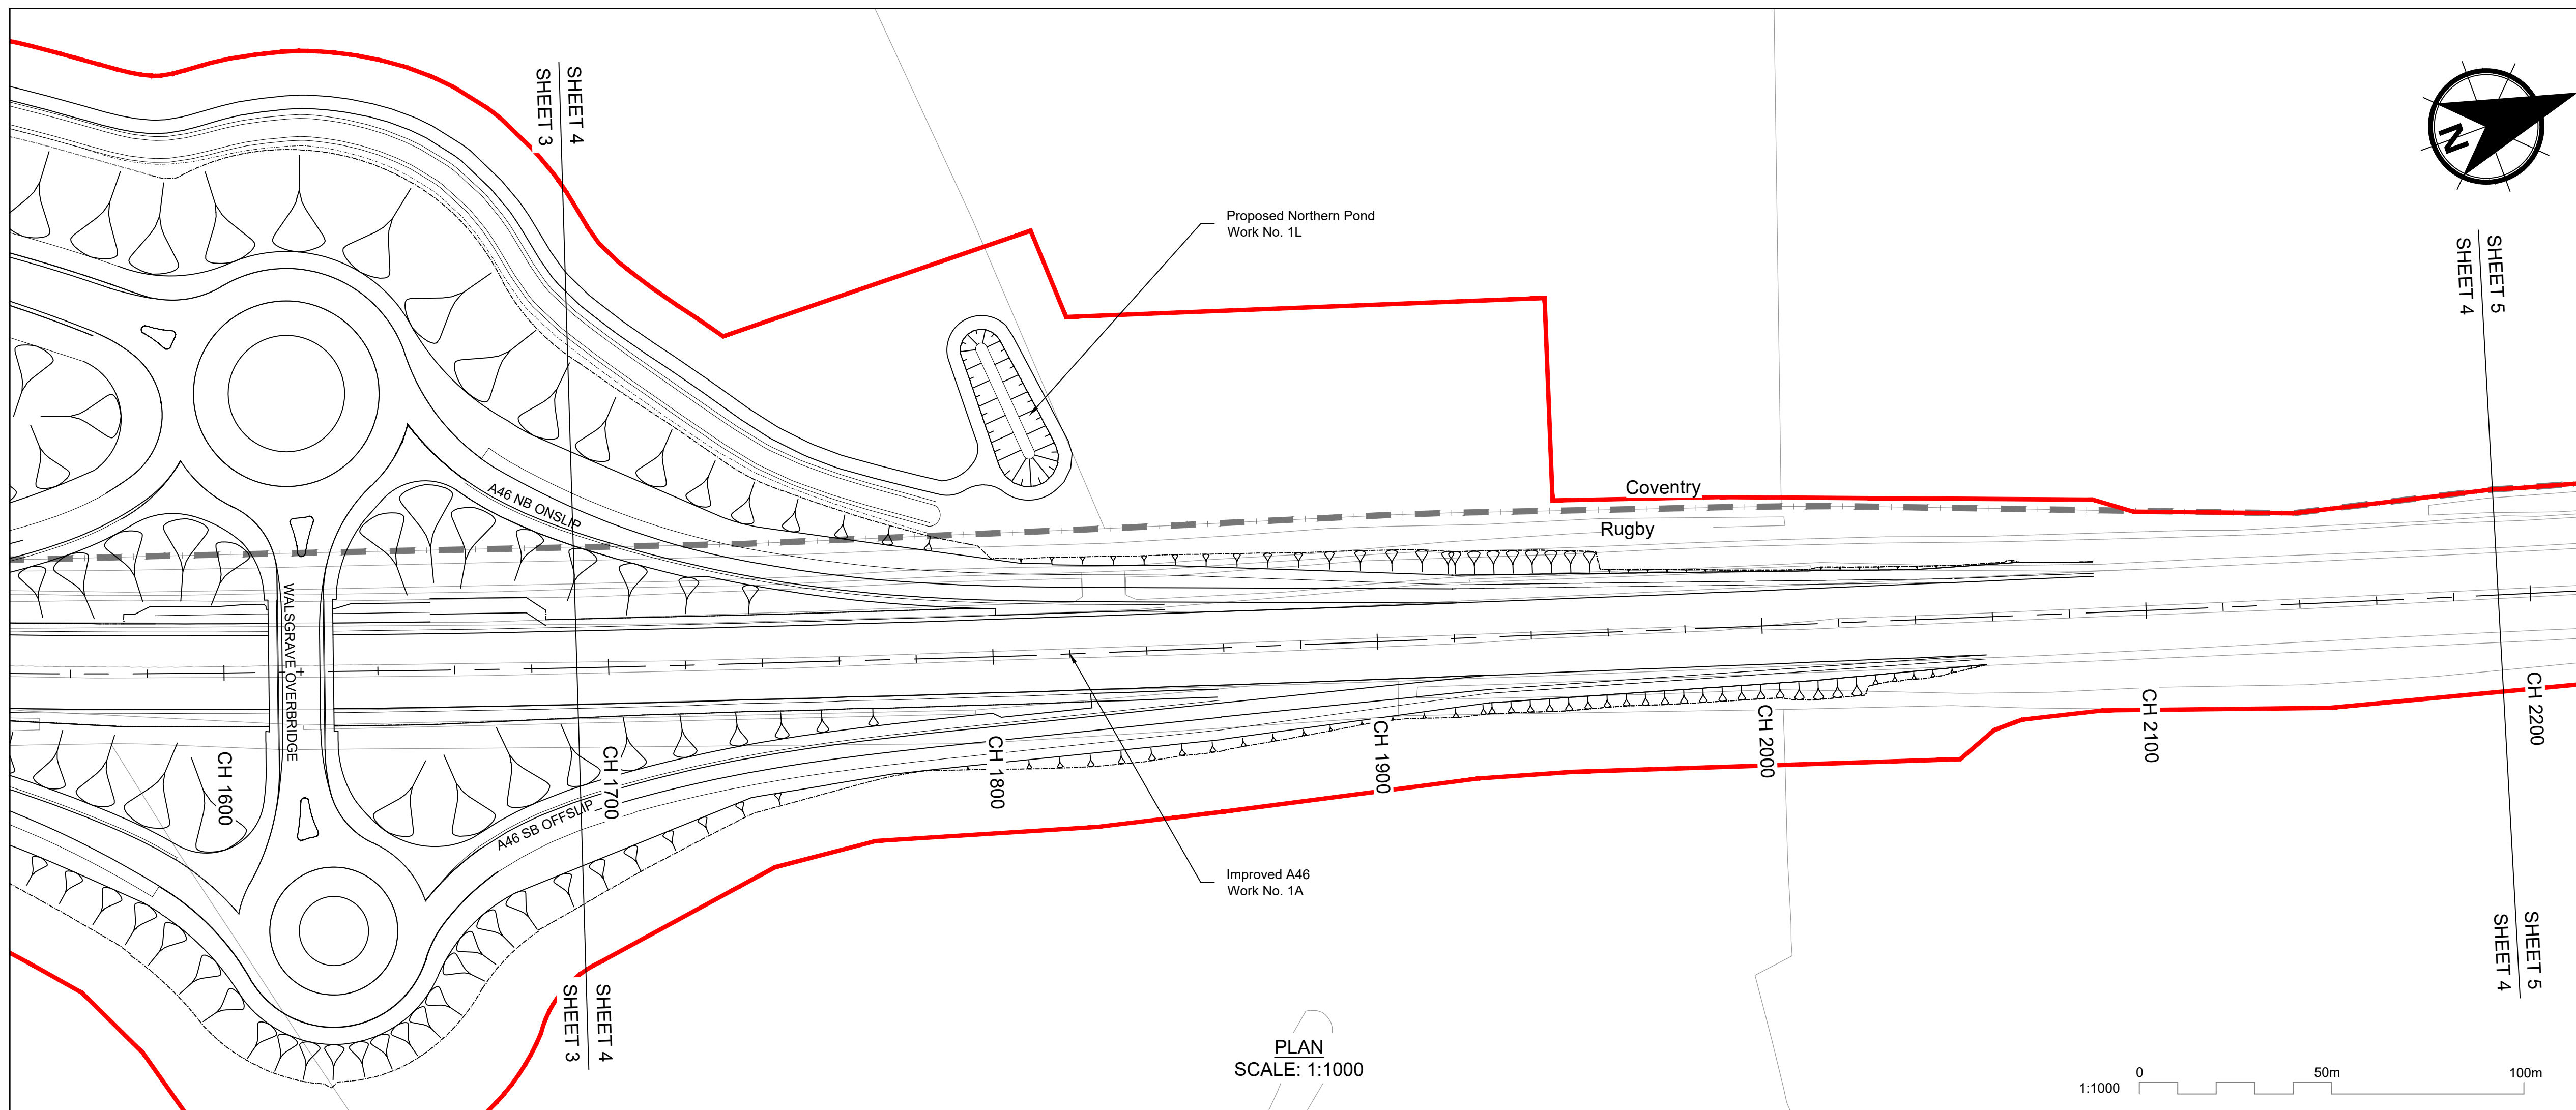 SHEET 3
SHEET 4
Proposed Northern Pond
Work No. 1L
N
SHEET 4
SHEET 5
Coventry
Rugby
A46 NB ONSLIP
WALSGRAVE OVERBRIDGE
A46 SB OFFSLIP
CH 1600
CH 1700
CH 1800
CH 1900
CH 2000
CH 2100
CH 2200
Improved A46
Work No. 1A
SHEET 3
SHEET 4
SHEET 4
SHEET 5
PLAN
SCALE: 1:1000
1:1000
0
50m
100m